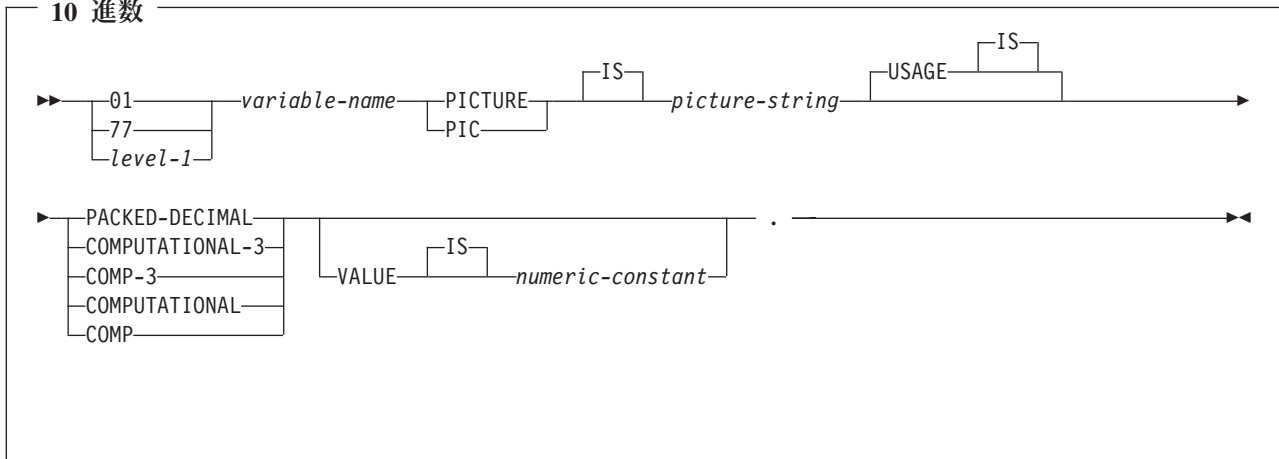 10 進数
IS
IS USAGE
01 variable-name PICTURE picture-string
77 PIC
level-1
PACKED-DECIMAL .
COMPUTATIONAL-3 IS
COMP-3 VALUE numeric-constant
COMPUTATIONAL
COMP